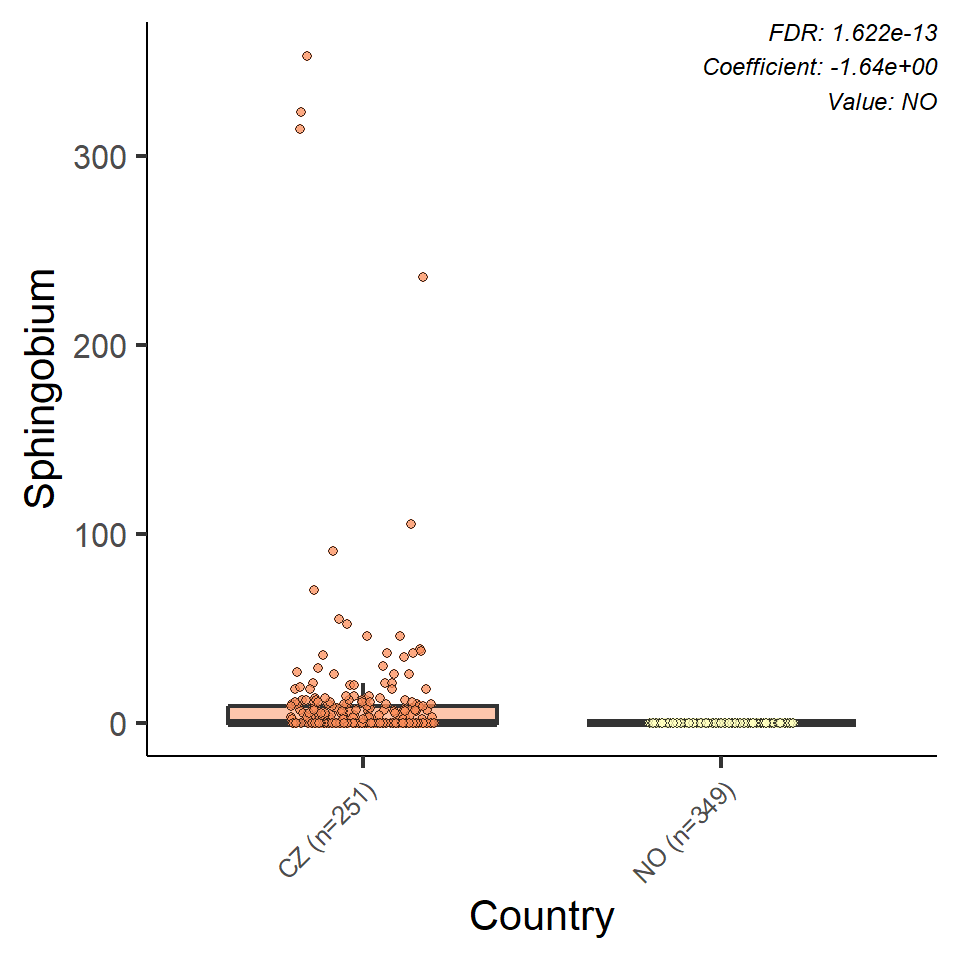 FDR: 1.622e-13
Coefficient: -1.64e+00
Value: NO
300
200
100
0
Sphingobium
CZ (n=251)
NO (n=349)
Country